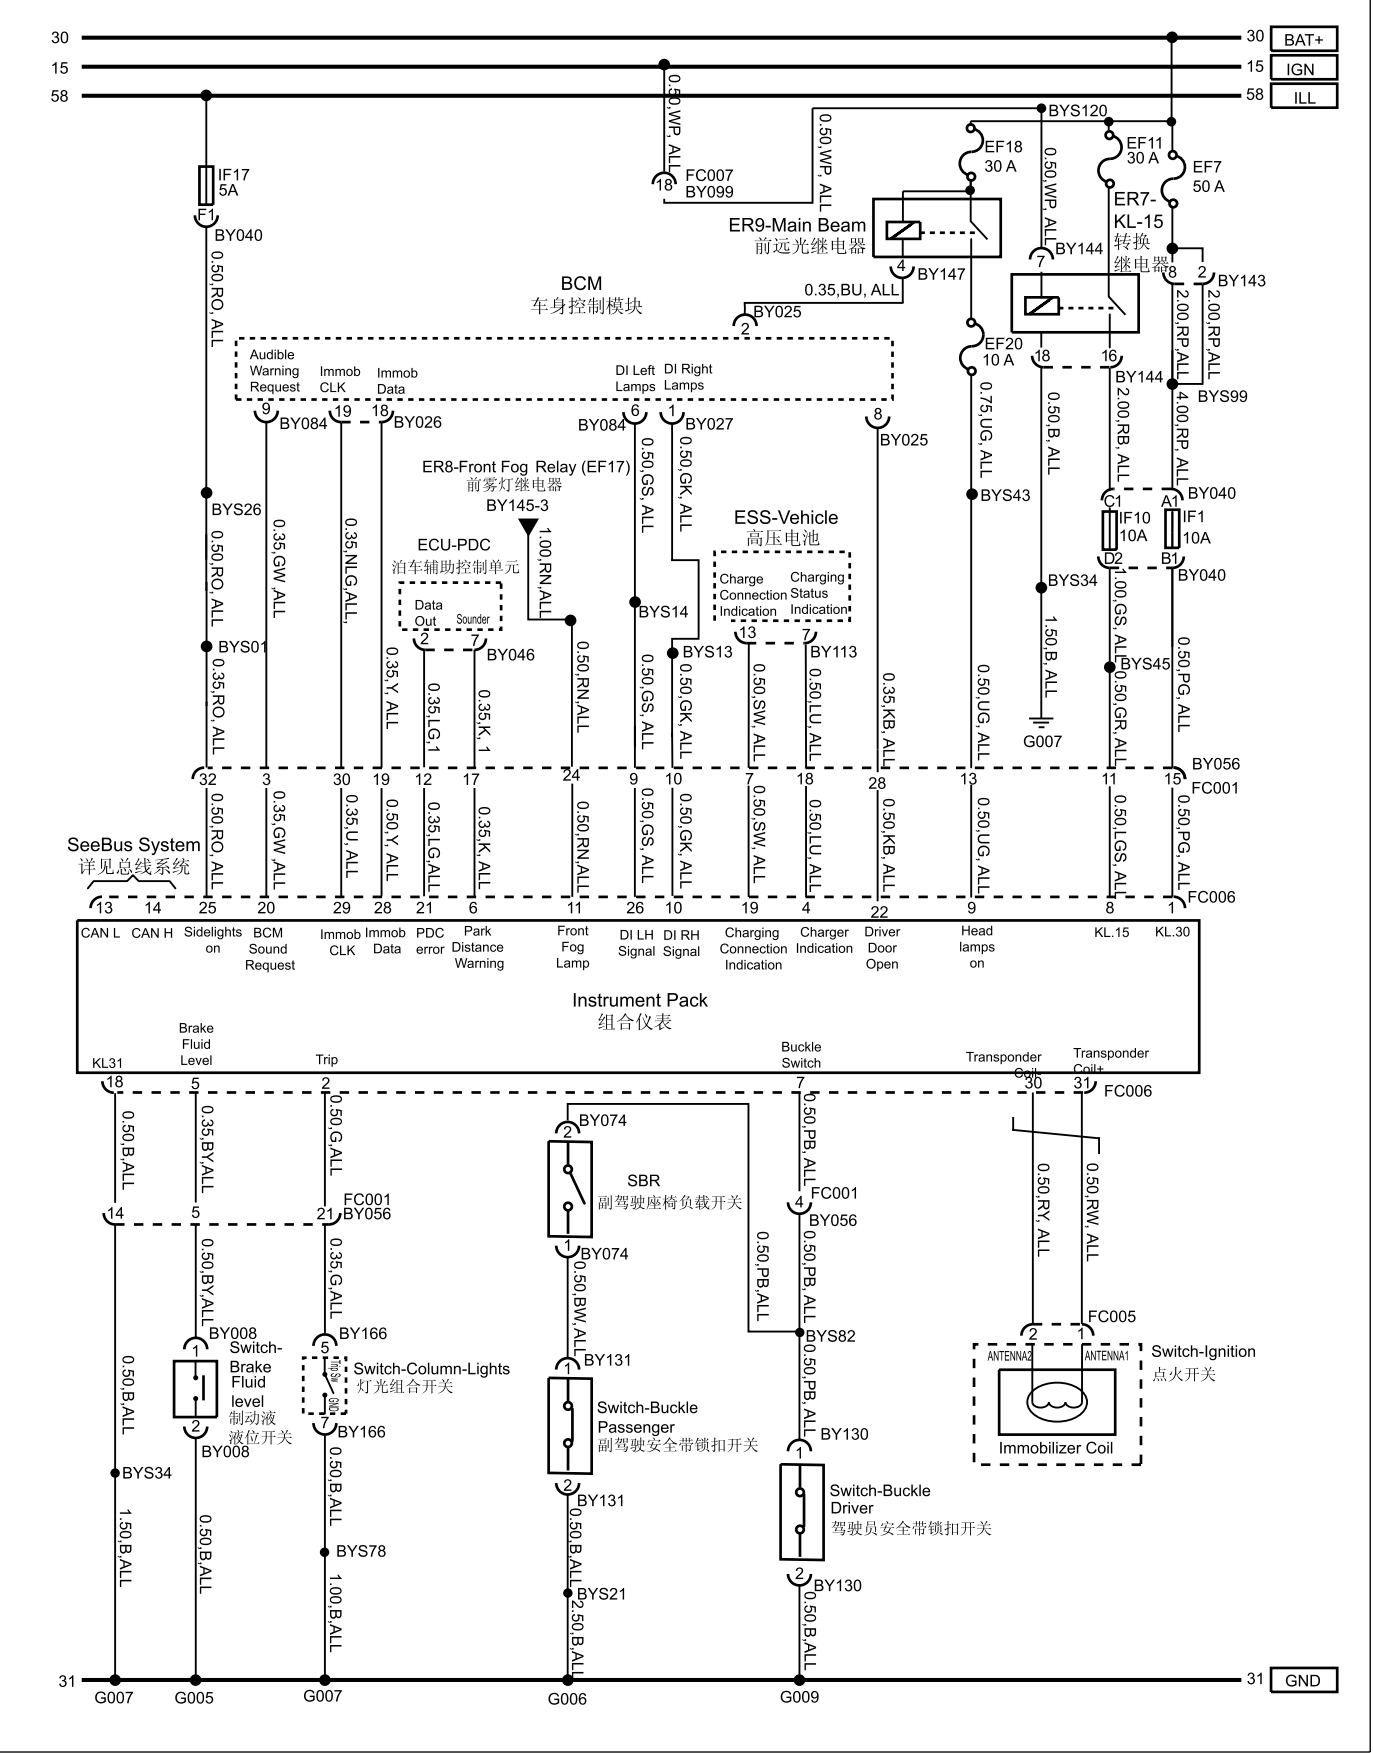 30
30 BAT+
15
15 IGN
58
58 ILL
0.50,WP, ALL
BYS120
0.50,WP, ALL
0.50,WP, ALL
EF18
30 A
EF11
30 A
EF7
50 A
IF17
5A
F1
BY040
18
FC007
BY099
ER9-Main Beam
前远光继电器
ER7-
KL-15
转换
继电器
BY144
7
4
BY147
8
2
BY143
0.50,RO, ALL
BCM
车身控制模块
0.35,BU, ALL
BY025
2
2.00,RP,ALL
2.00,RP,ALL
EF20
10 A
18
16
BY144
BYS99
Audible
Warning
Request
Immob
CLK
Immob
Data
DI Left
Lamps
DI Right
Lamps
9
BY084
19
18
BY026
BY084
6
1
BY027
8
BY025
0.75,UG, ALL
0.50,B, ALL
2.00,RB, ALL
4.00,RP, ALL
ER8-Front Fog Relay (EF17)
前雾灯继电器
BY145-3
0.50,GS, ALL
0.50,GK, ALL
BYS26
BYS43
C1
A1
BY040
IF10
10A
IF1
10A
D2
B1
BY040
ESS-Vehicle
高压电池
0.50,RO, ALL
0.35,GW ,ALL
0.35,NLG,
ECU-PDC
泊车辅助控制单元
1.00,RN,ALL
Charge
Connection
Indication
Charging
Status
Indication
BYS34
1.00,GS, ALL
Data
Out
Sounder
BYS14
13
7
BY113
BYS01
2
7
BY046
BYS13
BYS45
0.35,RO, ALL
0.35,Y, ALL
0.35,LG,1
0.35,K, 1
0.50,RN,ALL
0.50,GS, ALL
0.50,GK, ALL
0.50,SW, ALL
0.50,LU, ALL
0.35,KB, ALL
0.50,UG, ALL
1.50,B, ALL
0.50,GR, ALL
0.50,PG, ALL
G007
BY056
32 3 30 19 12 17 24 9 10 7 18 28 13 11 15
FC001
0.50,RO, ALL
0.35,GW ,ALL
0.35,U, ALL
0.50,Y, ALL
0.35,LG,ALL
0.35,K, ALL
0.50,RN,ALL
0.50,GS, ALL
0.50,GK, ALL
0.50,SW, ALL
0.50,LU, ALL
0.50,KB, ALL
0.50,UG, ALL
0.50,LGS, ALL
0.50,PG, ALL
SeeBus System
详见总线系统
FC006
13 14 25 20 29 28 21 6 11 26 10 19 4 22 9 8 1
CAN L
CAN H
Sidelights
on
BCM
Sound
Request
Immob
CLK
Immob
Data
PDC
error
Park
Distance
Warning
Front
Fog
Lamp
DI LH
Signal
DI RH
Signal
Charging
Connection
Indication
Charger
Indication
Driver
Door
Open
Head
lamps
on
KL.15
KL.30
Instrument Pack
组合仪表
KL31
Brake
Fluid
Level
Trip
Buckle
Switch
Transponder
Coil-
Transponder
Coil+
18 5 2 7 30 31
FC006
0.50,B,ALL
0.35,BY,ALL
0.50,G,ALL
BY074
2
0.50,PB, ALL
SBR
副驾驶座椅负载开关
0.50,RY, ALL
0.50,RW, ALL
14 5 21
FC001
BY056
4
FC001
BY056
1
BY074
0.50,BY,ALL
0.35,G,ALL
0.50,BW, ALL
0.50,PB,ALL
0.50,PB, ALL
BY008
1
Switch-
Brake
Fluid
level
制动液
液位开关
2
BY008
BY166
5
Trip Sw
GND
Switch-Column-Lights
灯光组合开关
7
BY166
BYS82
FC005
2
1
ANTENNA2
ANTENNA1
Immobilizer Coil
Switch-Ignition
点火开关
0.50,B,ALL
1
BY131
Switch-Buckle
Passenger
副驾驶安全带锁扣开关
2
BY131
0.50,PB, ALL
BY130
1
Switch-Buckle
Driver
驾驶员安全带锁扣开关
2
BY130
BYS34
0.50,B,ALL
BYS78
0.50,B,ALL
BYS21
1.50,B,ALL
0.50,B,ALL
1.00,B,ALL
2.50,B,ALL
0.50,B,ALL
31
31 GND
G007
G005
G007
G006
G009